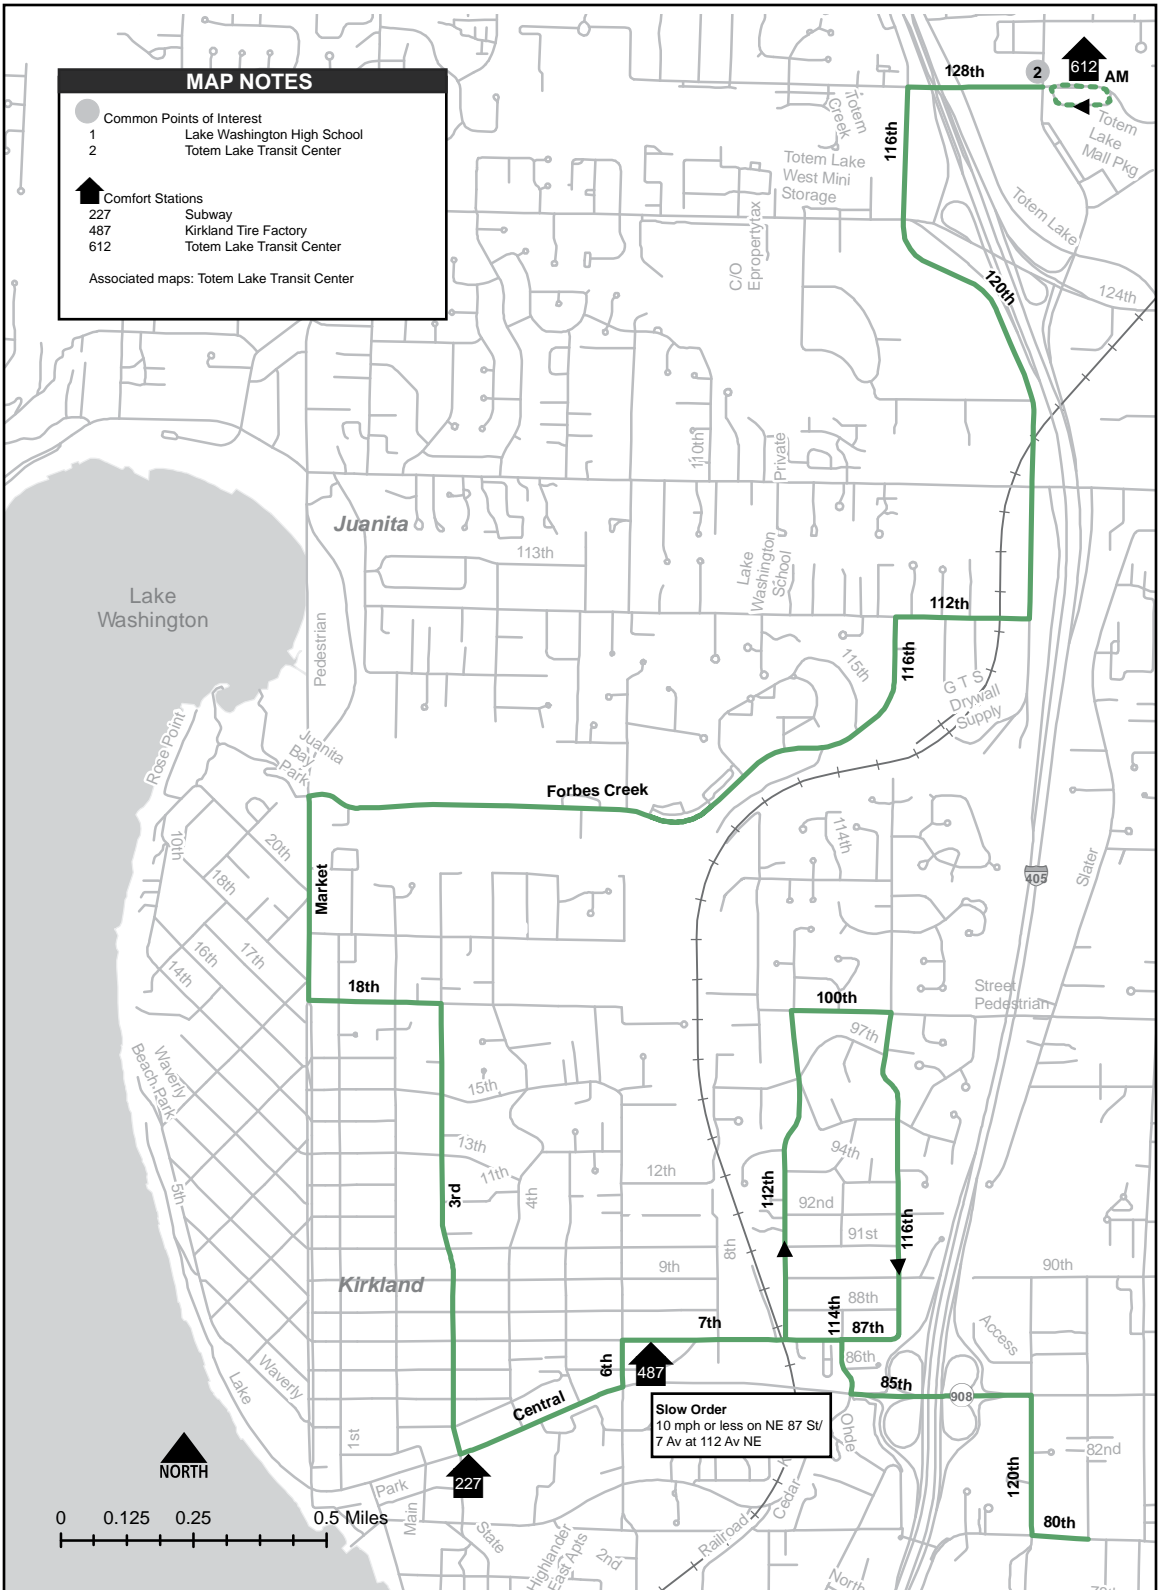 MAP NOTES
Common Points of Interest
1 Lake Washington High School
2 Totem Lake Transit Center
Comfort Stations
227 Subway
487 Kirkland Tire Factory
612 Totem Lake Transit Center
Associated maps: Totem Lake Transit Center
128th
2
612
AM
116th
Totem
Creek
Totem
Lake
Mall Pkg
Totem Lake
West Mini
Storage
Totem Lake
C/O
Epropertytax
120th
124th
110th
Private
Juanita
113th
Lake
Washington
School
Lake
Washington
112th
Pedestrian
116th
115th
G T S
Drywall
Supply
Rose Point
Juanita
Bay
Park
Forbes Creek
10th
20th
114th
18th
Market
405
Slater
16th
17th
14th
18th
100th
Street
Pedestrian
97th
Waverly
Beach Park
15th
13th
94th
11th
12th
5th
3rd
4th
112th
92nd
116th
91st
8th
9th
90th
Kirkland
88th
114th
7th
87th
Access
86th
6th
487
85th
908
Waverly
Lake
Central
Slow Order
10 mph or less on NE 87 St/
7 Av at 112 Av NE
Ohde
1st
82nd
NORTH
227
Park
Cedar
120th
Main
State
80th
0 0.125 0.25 0.5 Miles
Railroad
Highlander
East Apts
2nd
North